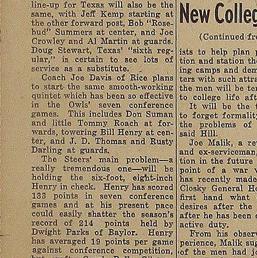 line-up for Texas will also be the
same, with Jeff Kemp starting at
the other forward post, Bob "Rose-
bud" Summers at center, and Joe
Crowley and Al Martin at guards.
Doug Stewart, Texas' "sixth reg-
ular," is certain to see lots of
service as a substitute.
Coach Joe Davis of Rice plans
to start the same smooth-working
quintet which has been so effective
in the Owls' seven conference
games. This includes Don Suman
and little Tommy Roach at for-
wards, towering Bill Henry at cen-
ter, and J. D. Thomas and Rusty
Darling at guards.
The Steers' main problem—a
really tremendous one—will be
holding the six-foot, eight-inch
Henry in check. Henry has scored
133 points in seven conference
games and at his present pace
could easily shatter the season's
record of 214 points held by
Dwight Parks of Baylor. Henry
has averaged 19 points per game
against conference competition,
New Colleg
(Continued fr
ists to help plan p
tion and station th
ing camps and dem
ters with such attra
the men will be ter
to college life afte
It will be the
to forget formality
the problems of
said Hill.
Joe Malik, a rev
and ex-serviceman,
tion in the future
point of a war v
has recently made
Closky General Ho
first hand what
desires after the
after he has been d
active duty.
From his observ
perience, Malik sug
of the men had jo